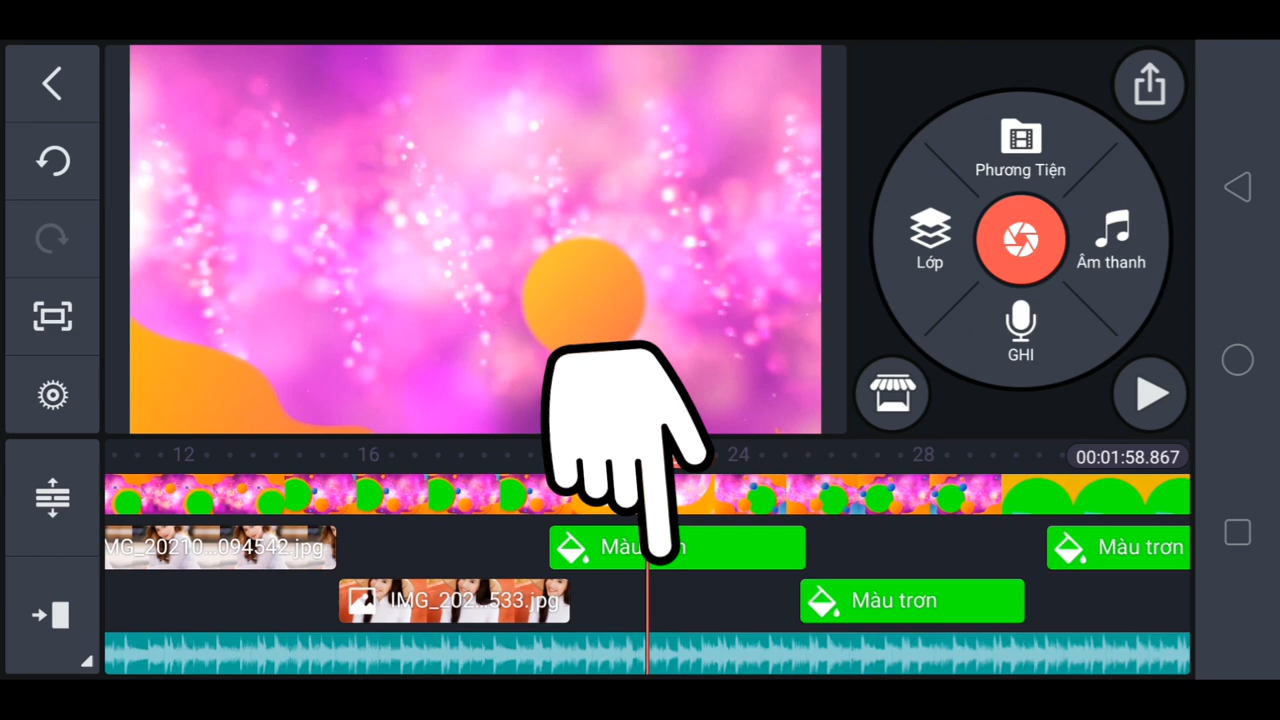 Phương Tiện
Lớp
Âm thanh
GHI
12
16
24
28
00:01:58.867
MG_20210...094542.jpg
Màu
n
Màu trơn
IMG_202...533.jpg
Màu trơn